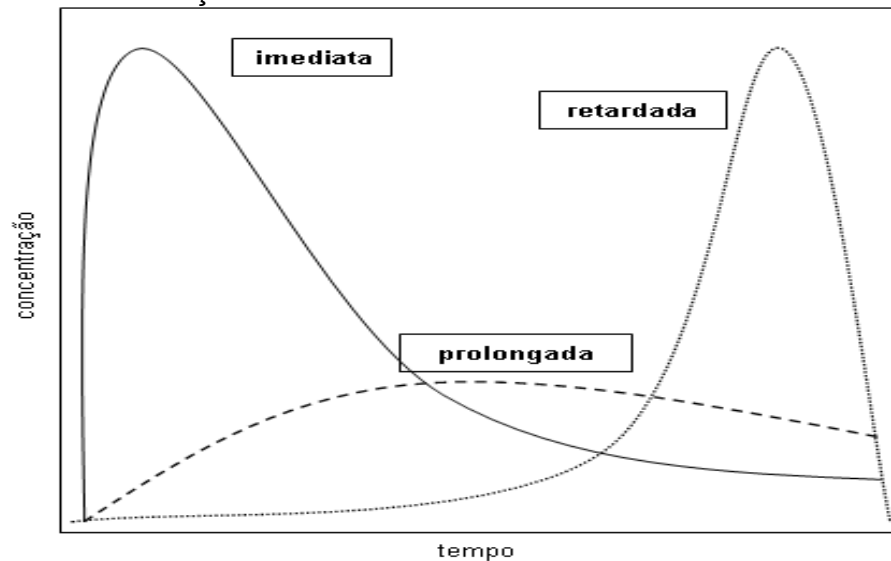 imediata
retardada
concentração
prolongada
tempo